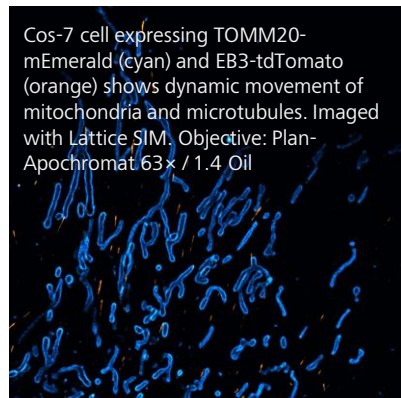 Cos-7 cell expressing TOMM20-
mEmerald (cyan) and EB3-tdTomato
(orange) shows dynamic movement of
mitochondria and microtubules. Imaged
with Lattice SIM. Objective: Plan-
Apochromat 63× / 1.4 Oil